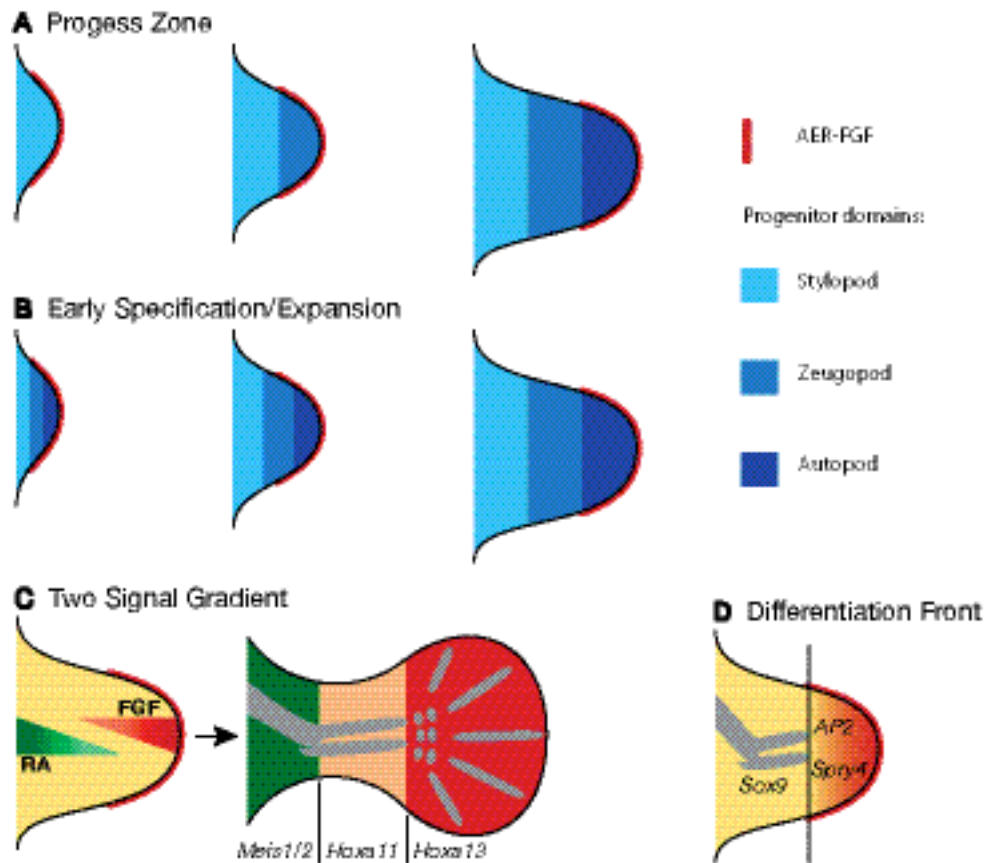 A Progess Zone
AER-FGF
Progenitor domains:
Stylopod
Zeugopod
Autopod
B Early Specification/Expansion
C Two Signal Gradient
FGF
RA
Meis1/2 Hoxa11 Hoxa13
D Differentiation Front
AP2
Spry4
Sox9